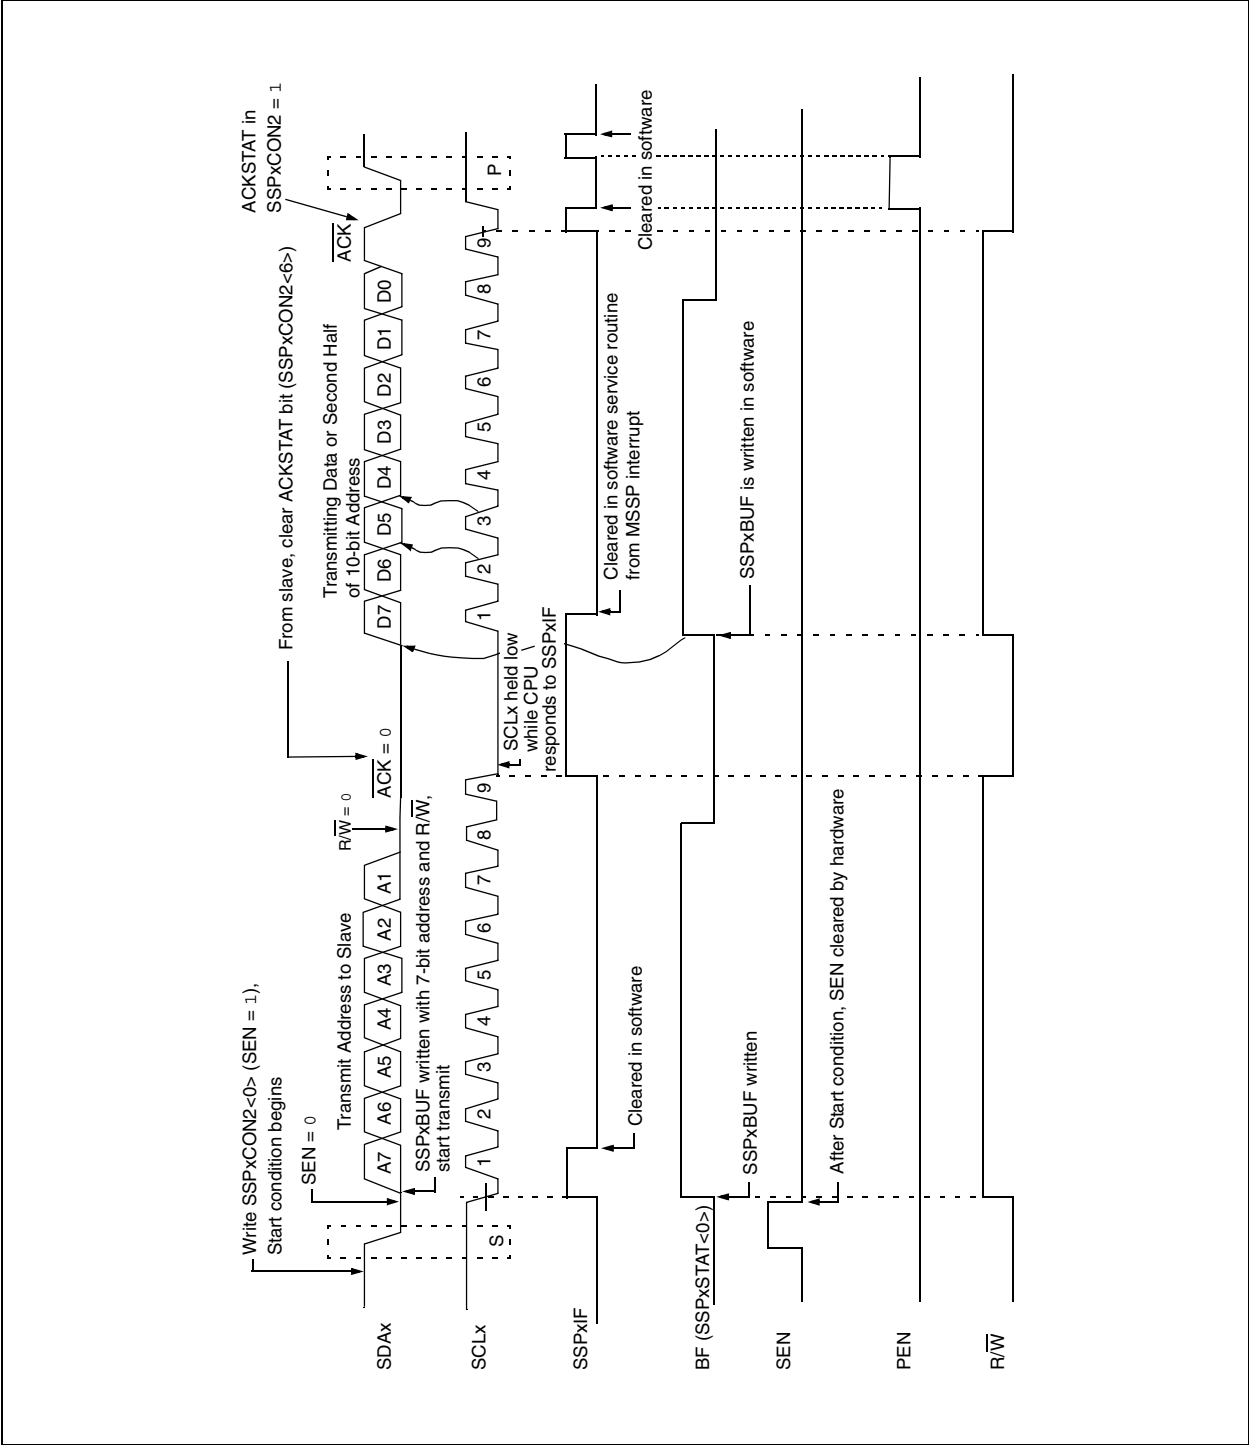 Write SSPxCON2<0> (SEN = 1),
Start condition begins
SEN = 0
Transmit Address to Slave
R/W = 0
ACK = 0
From slave, clear ACKSTAT bit (SSPxCON2<6>)
Transmitting Data or Second Half
of 10-bit Address
ACK
ACKSTAT in
SSPxCON2 = 1
SDAx
A7 A6 A5 A4 A3 A2 A1
D7 D6 D5 D4 D3 D2 D1 D0
SSPxBUF written with 7-bit address and R/W,
start transmit
SCLx
S
1 2 3 4 5 6 7 8 9
1 2 3 4 5 6 7 8 9
P
SCLx held low
while CPU
responds to SSPxIF
SSPxIF
Cleared in software
Cleared in software service routine
from MSSP interrupt
Cleared in software
BF (SSPxSTAT<0>)
SSPxBUF written
SSPxBUF is written in software
SEN
After Start condition, SEN cleared by hardware
PEN
R/W